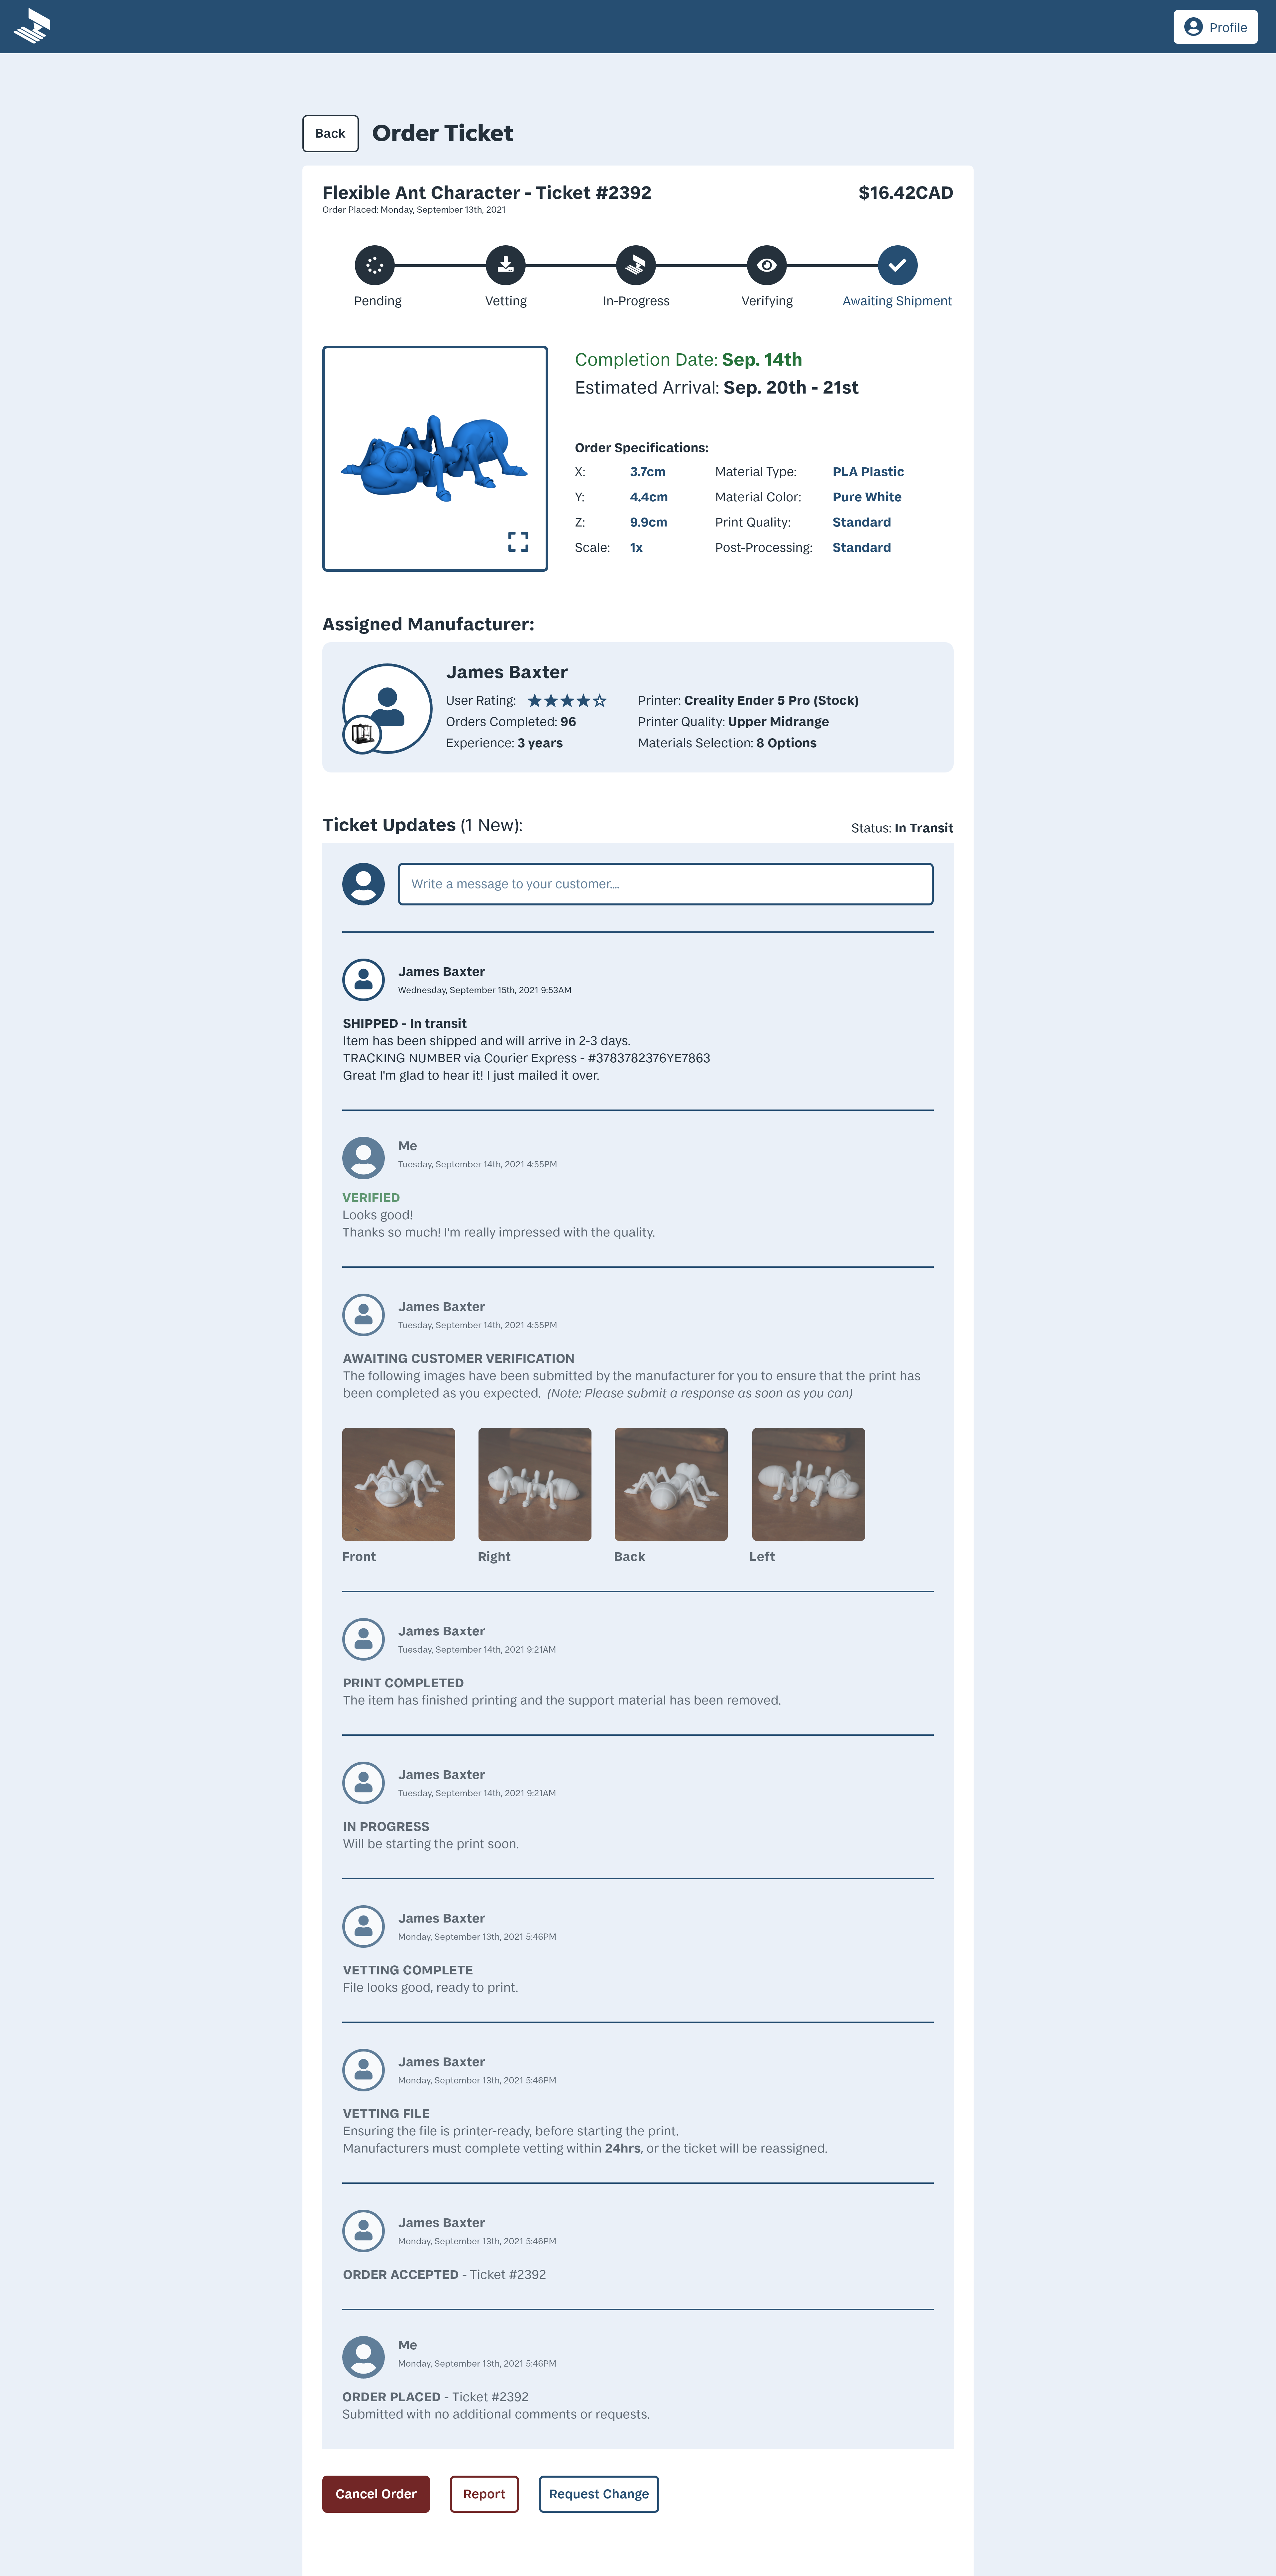 Profile
Back
Order Ticket
Flexible Ant Character - Ticket #2392
$16.42CAD
Order Placed: Monday, September 13th, 2021
Pending
Vetting
In-Progress
Verifying
Awaiting Shipment
Completion Date: Sep. 14th
Estimated Arrival: Sep. 20th - 21st
Order Specifications:
X: 3.7cm Material Type: PLA Plastic
Y: 4.4cm Material Color: Pure White
Z: 9.9cm Print Quality: Standard
Scale: 1x Post-Processing: Standard
Assigned Manufacturer:
James Baxter
User Rating: Printer: Creality Ender 5 Pro (Stock)
Orders Completed: 96 Printer Quality: Upper Midrange
Experience: 3 years Materials Selection: 8 Options
Ticket Updates (1 New):
Status: In Transit
Write a message to your customer....
James Baxter
Wednesday, September 15th, 2021 9:53AM
SHIPPED - In transit
Item has been shipped and will arrive in 2-3 days.
TRACKING NUMBER via Courier Express - #3783782376YE7863
Great I'm glad to hear it! I just mailed it over.
Me
Tuesday, September 14th, 2021 4:55PM
VERIFIED
Looks good!
Thanks so much! I'm really impressed with the quality.
James Baxter
Tuesday, September 14th, 2021 4:55PM
AWAITING CUSTOMER VERIFICATION
The following images have been submitted by the manufacturer for you to ensure that the print has
been completed as you expected. (Note: Please submit a response as soon as you can)
Front
Right
Back
Left
James Baxter
Tuesday, September 14th, 2021 9:21AM
PRINT COMPLETED
The item has finished printing and the support material has been removed.
James Baxter
Tuesday, September 14th, 2021 9:21AM
IN PROGRESS
Will be starting the print soon.
James Baxter
Monday, September 13th, 2021 5:46PM
VETTING COMPLETE
File looks good, ready to print.
James Baxter
Monday, September 13th, 2021 5:46PM
VETTING FILE
Ensuring the file is printer-ready, before starting the print.
Manufacturers must complete vetting within 24hrs, or the ticket will be reassigned.
James Baxter
Monday, September 13th, 2021 5:46PM
ORDER ACCEPTED - Ticket #2392
Me
Monday, September 13th, 2021 5:46PM
ORDER PLACED - Ticket #2392
Submitted with no additional comments or requests.
Cancel Order
Report
Request Change